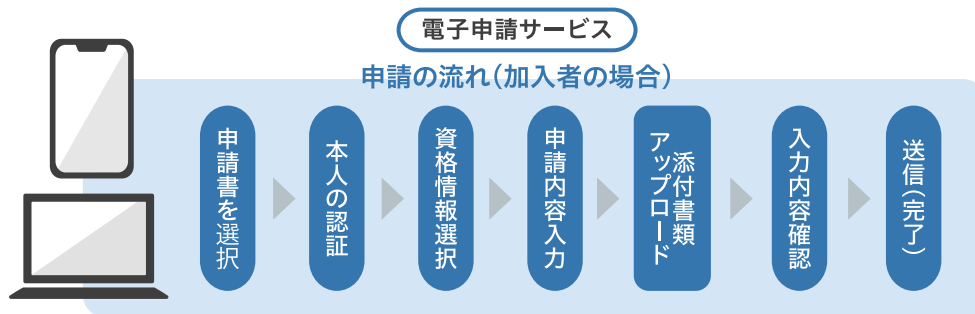 電子申請サービス
申請の流れ（加入者の場合）
申請書を選択
本人の認証
資格情報選択
申請内容入力
添付書類
アップロード
入力内容確認
送信（完了）